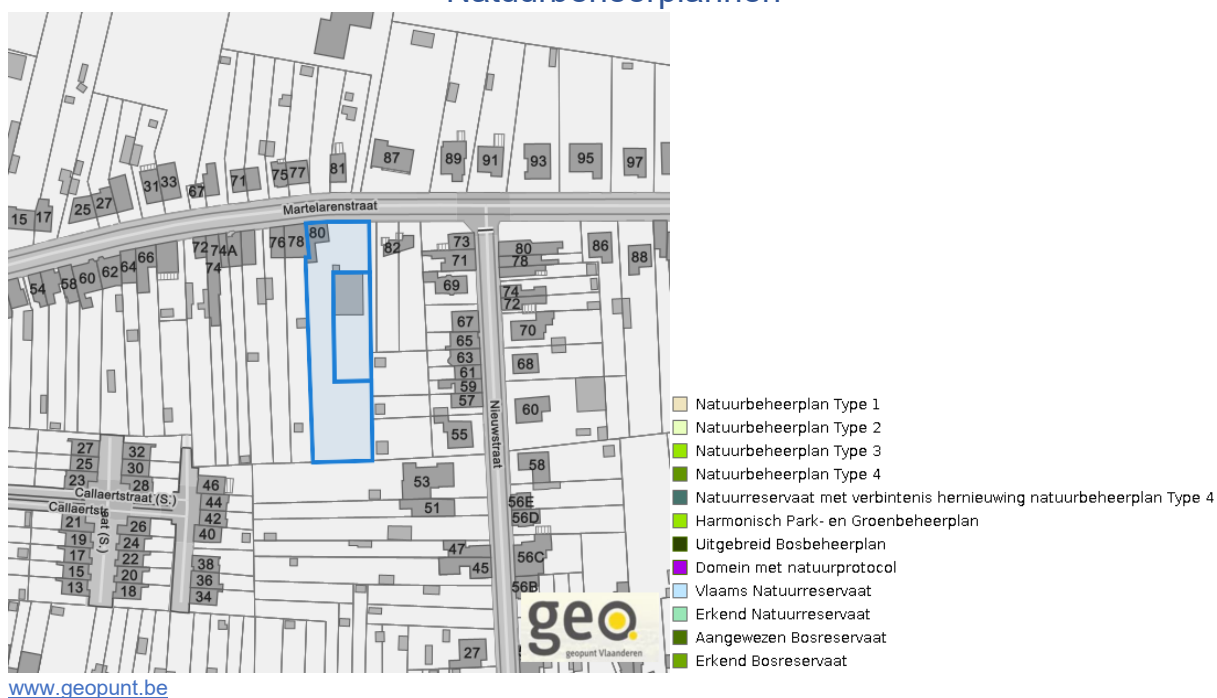 Natuurbeheerplannen
87
89
91
93
95
97
81
75 77
71
67
31 33
25 27
15 17
Martelarenstraat
80
76 78
72 74A
74
66
64
62
60
58
54
82
73
71
69
80
78
86
88
74
72
67
65
63
61
59
57
70
68
60
55
Nieuwstraat
58
53
51
56E
56D
47
45
56C
56B
27
27
25
23
32
30
28
Callaertstraat (S.)
Callaertstraat (S.)
46
44
42
40
21
19
17
15
13
26
24
22
20
18
38
36
34
geo.
geopunt Vlaanderen
Natuurbeheerplan Type 1
Natuurbeheerplan Type 2
Natuurbeheerplan Type 3
Natuurbeheerplan Type 4
Natuurreservaat met verbintenis hernieuwing natuurbeheerplan Type 4
Harmonisch Park- en Groenbeheerplan
Uitgebreid Bosbeheerplan
Domein met natuurprotocol
Vlaams Natuurreservaat
Erkend Natuurreservaat
Aangewezen Bosreservaat
Erkend Bosreservaat
www.geopunt.be